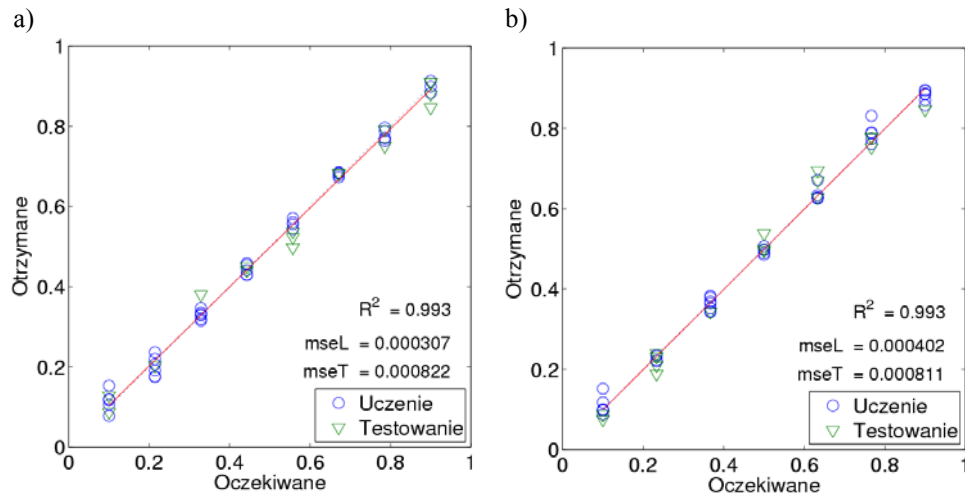 a)
1
0.8
0.6
0.4
0.2
0
0
0.2
0.4
0.6
0.8
1
Otrzymane
Oczekiwane
R² = 0.993
mseL = 0.000307
mseT = 0.000822
Uczenie
Testowanie
b)
1
0.8
0.6
0.4
0.2
0
0
0.2
0.4
0.6
0.8
1
Otrzymane
Oczekiwane
R² = 0.993
mseL = 0.000402
mseT = 0.000811
Uczenie
Testowanie